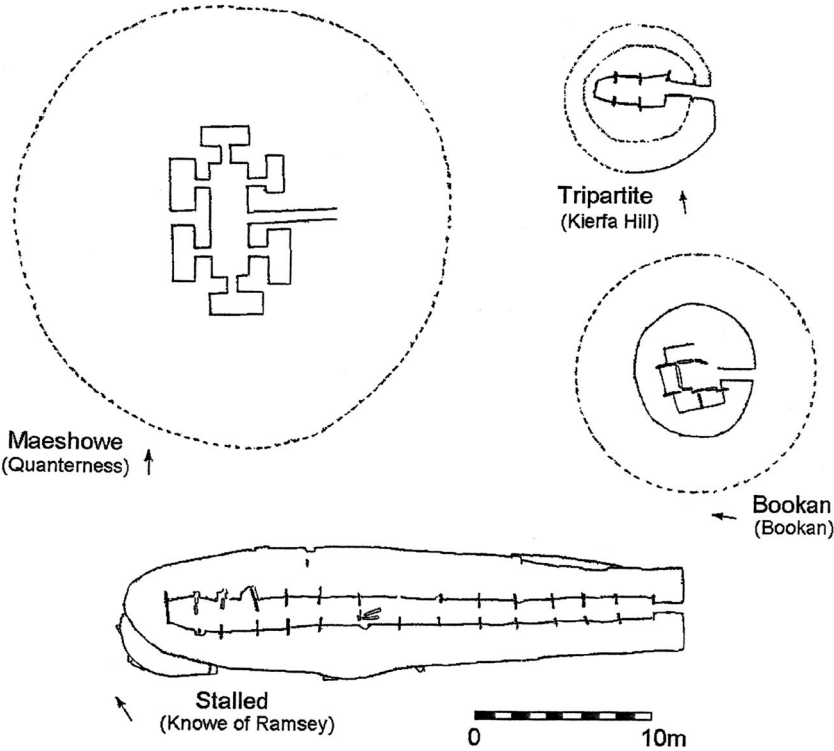 Tripartite
(Kierfa Hill)
Maeshowe
(Quanterness)
Bookan
(Bookan)
Stalled
(Knowe of Ramsey)
0 10m